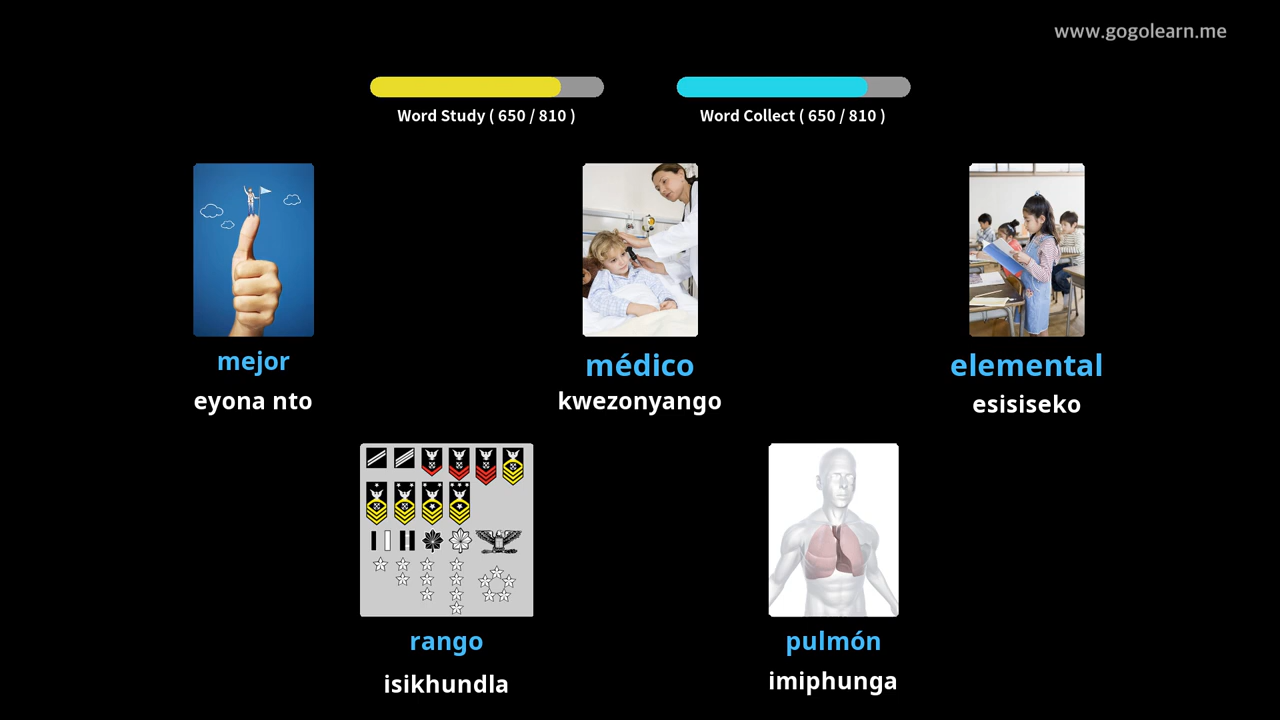 www.gogolearn.me
Word Study ( 650 / 810 )
Word Collect ( 650 / 810 )
mejor
eyona nto
médico
kwezonyango
elemental
esisiseko
rango
isikhundla
pulmón
imiphunga